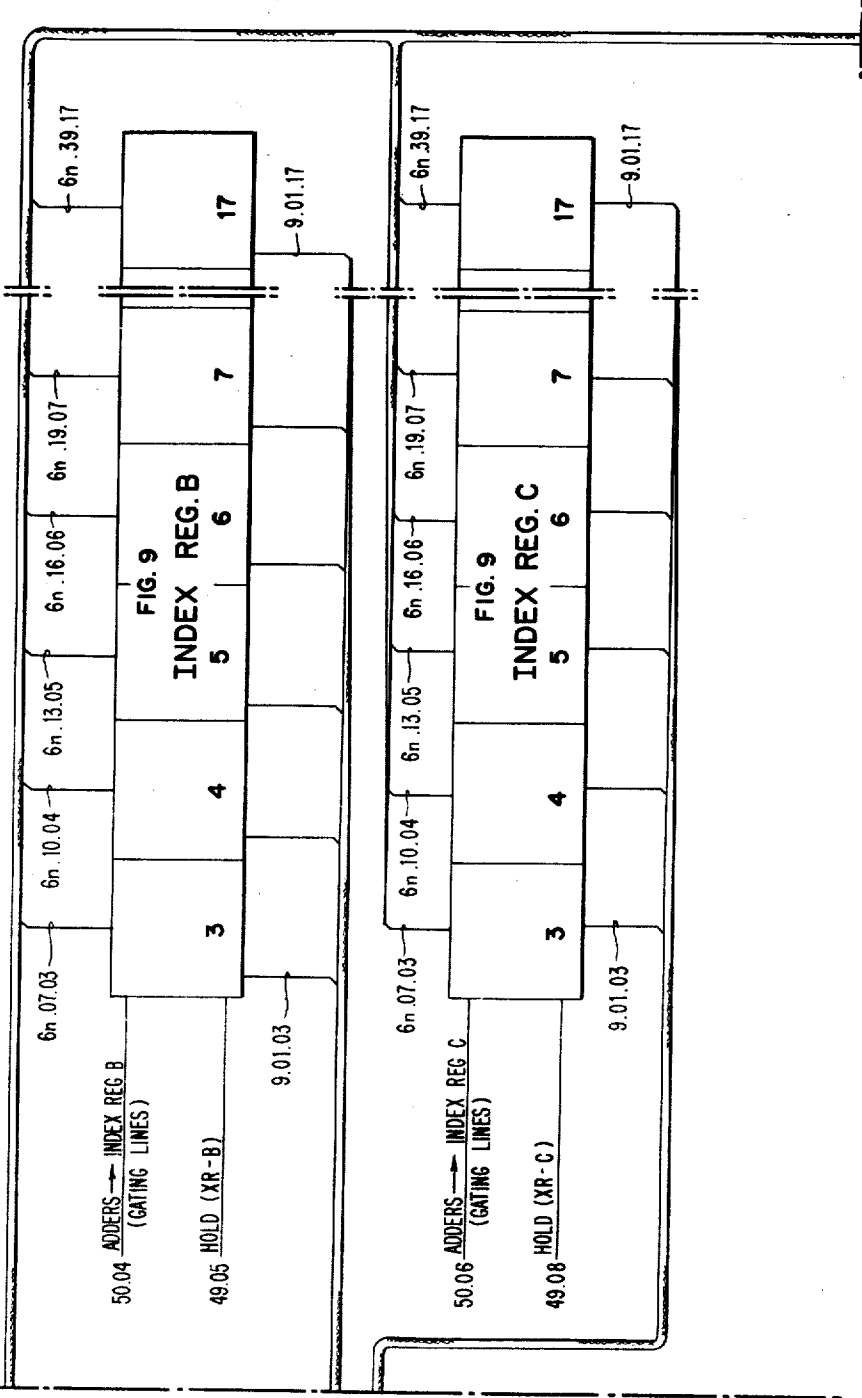 6n.07.03
6n.10.04
6n.13.05
6n.16.06
6n.19.07
6n.39.17
50.04 ADDERS → INDEX REG B
(GATING LINES)
49.05 HOLD (XR-B)
FIG. 9
INDEX REG. B
3 4 5 6 7 17
9.01.03
9.01.17
6n.07.03
6n.10.04
6n.13.05
6n.16.06
6n.19.07
6n.39.17
50.06 ADDERS → INDEX REG C
(GATING LINES)
49.08 HOLD (XR-C)
FIG. 9
INDEX REG. C
3 4 5 6 7 17
9.01.03
9.01.17